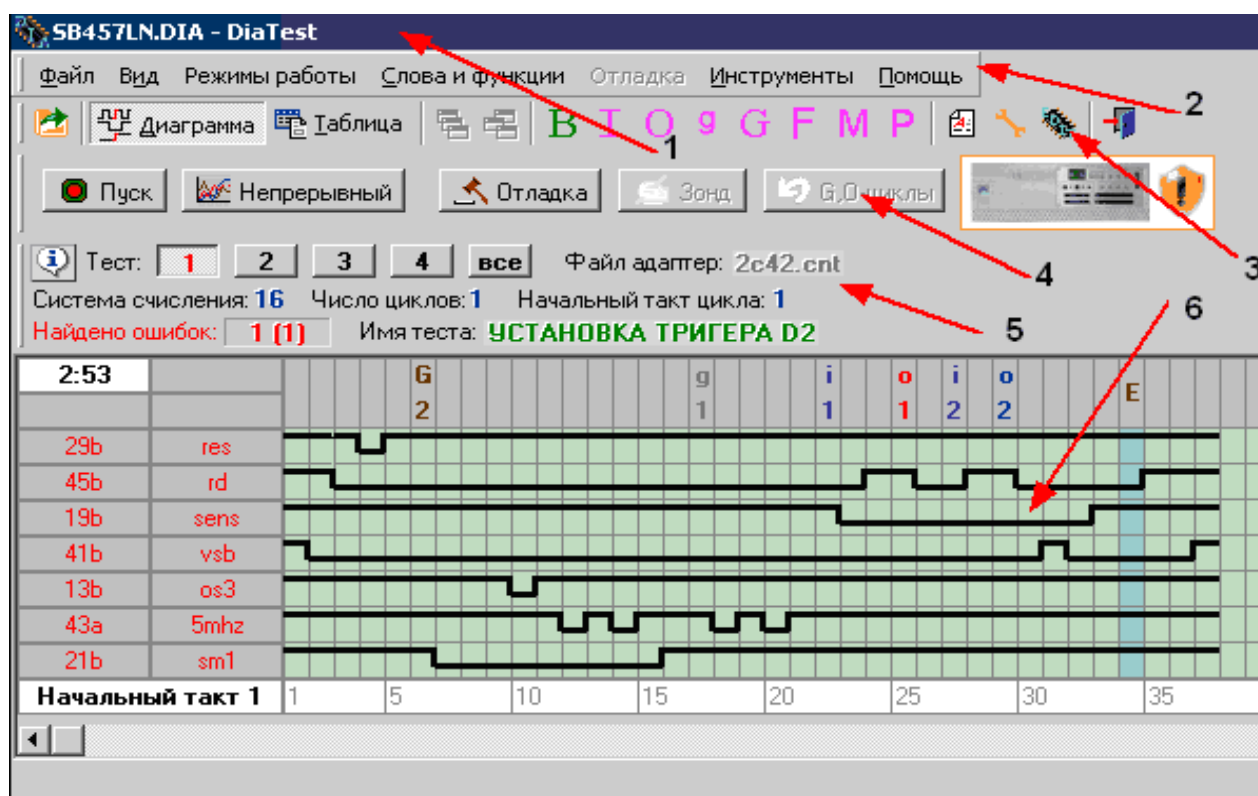 SB457LN.DIA - DiaTest
Файл Вид Режимы работы Слова и функции Отладка Инструменты Помощь
2
Диаграмма Таблица B I O g G F M P
1
Пуск Непрерывный Отладка Зонд G,O циклы
3
4
Тест: 1 2 3 4 все Файл адаптер: 2c42.cnt
Система счисления: 16 Число циклов: 1 Начальный такт цикла: 1
6
5
Найдено ошибок: 1 (1) Имя теста: УСТАНОВКА ТРИГЕРА D2
2:53 G g i o i o E
2 1 1 1 2 2
29b res
45b rd
19b sens
41b vsb
13b os3
43a 5mhz
21b sm1
Начальный такт 1 1 5 10 15 20 25 30 35